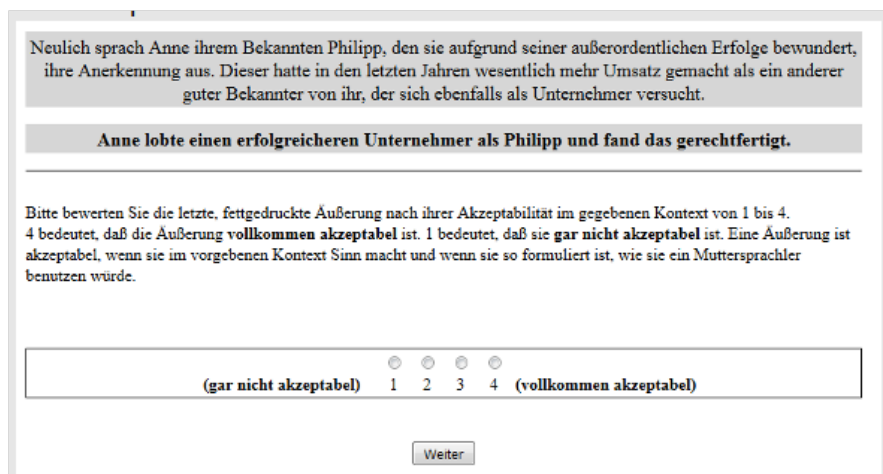 Neulich sprach Anne ihrem Bekannten Philipp, den sie aufgrund seiner außerordentlichen Erfolge bewundert,
ihre Anerkennung aus. Dieser hatte in den letzten Jahren wesentlich mehr Umsatz gemacht als ein anderer
guter Bekannter von ihr, der sich ebenfalls als Unternehmer versucht.
Anne lobte einen erfolgreicheren Unternehmer als Philipp und fand das gerechtfertigt.
Bitte bewerten Sie die letzte, fettgedruckte Äußerung nach ihrer Akzeptabilität im gegebenen Kontext von 1 bis 4.
4 bedeutet, daß die Äußerung vollkommen akzeptabel ist. 1 bedeutet, daß sie gar nicht akzeptabel ist. Eine Äußerung ist
akzeptabel, wenn sie im vorgebenen Kontext Sinn macht und wenn sie so formuliert ist, wie sie ein Muttersprachler
benutzen würde.
(gar nicht akzeptabel) 1 2 3 4 (vollkommen akzeptabel)
Weiter